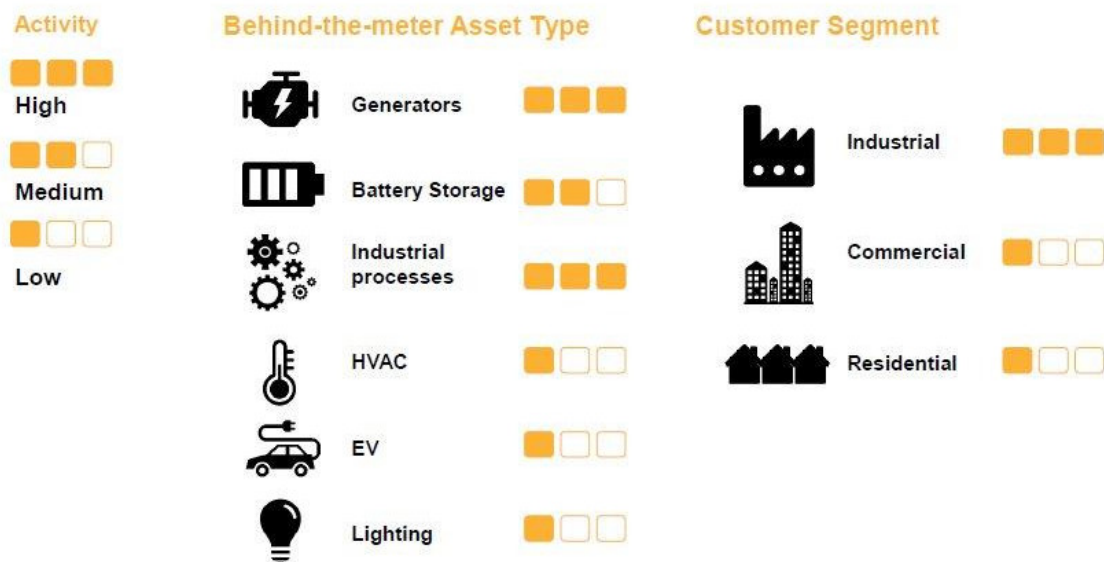 Activity
High
Medium
Low
Behind-the-meter Asset Type
Generators
Battery Storage
Industrial
processes
HVAC
EV
Lighting
Customer Segment
Industrial
Commercial
Residential